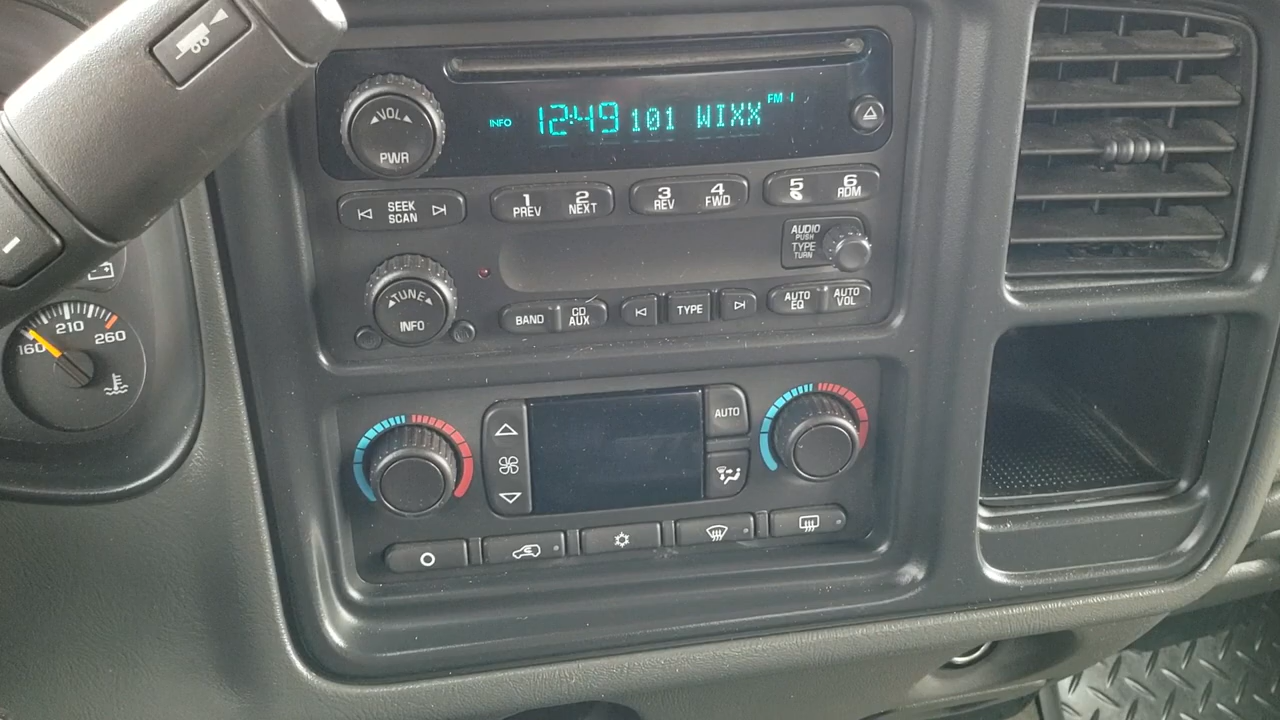 VOL
PWR
INFO 12:49 101 WIXX FM 1
SEEK
SCAN
1
PREV
2
NEXT
3
REV
4
FWD
5
6
RDM
AUDIO
PUSH
TYPE
TURN
TUNE
INFO
BAND
CD
AUX
TYPE
AUTO
EQ
AUTO
VOL
160 210 260
AUTO